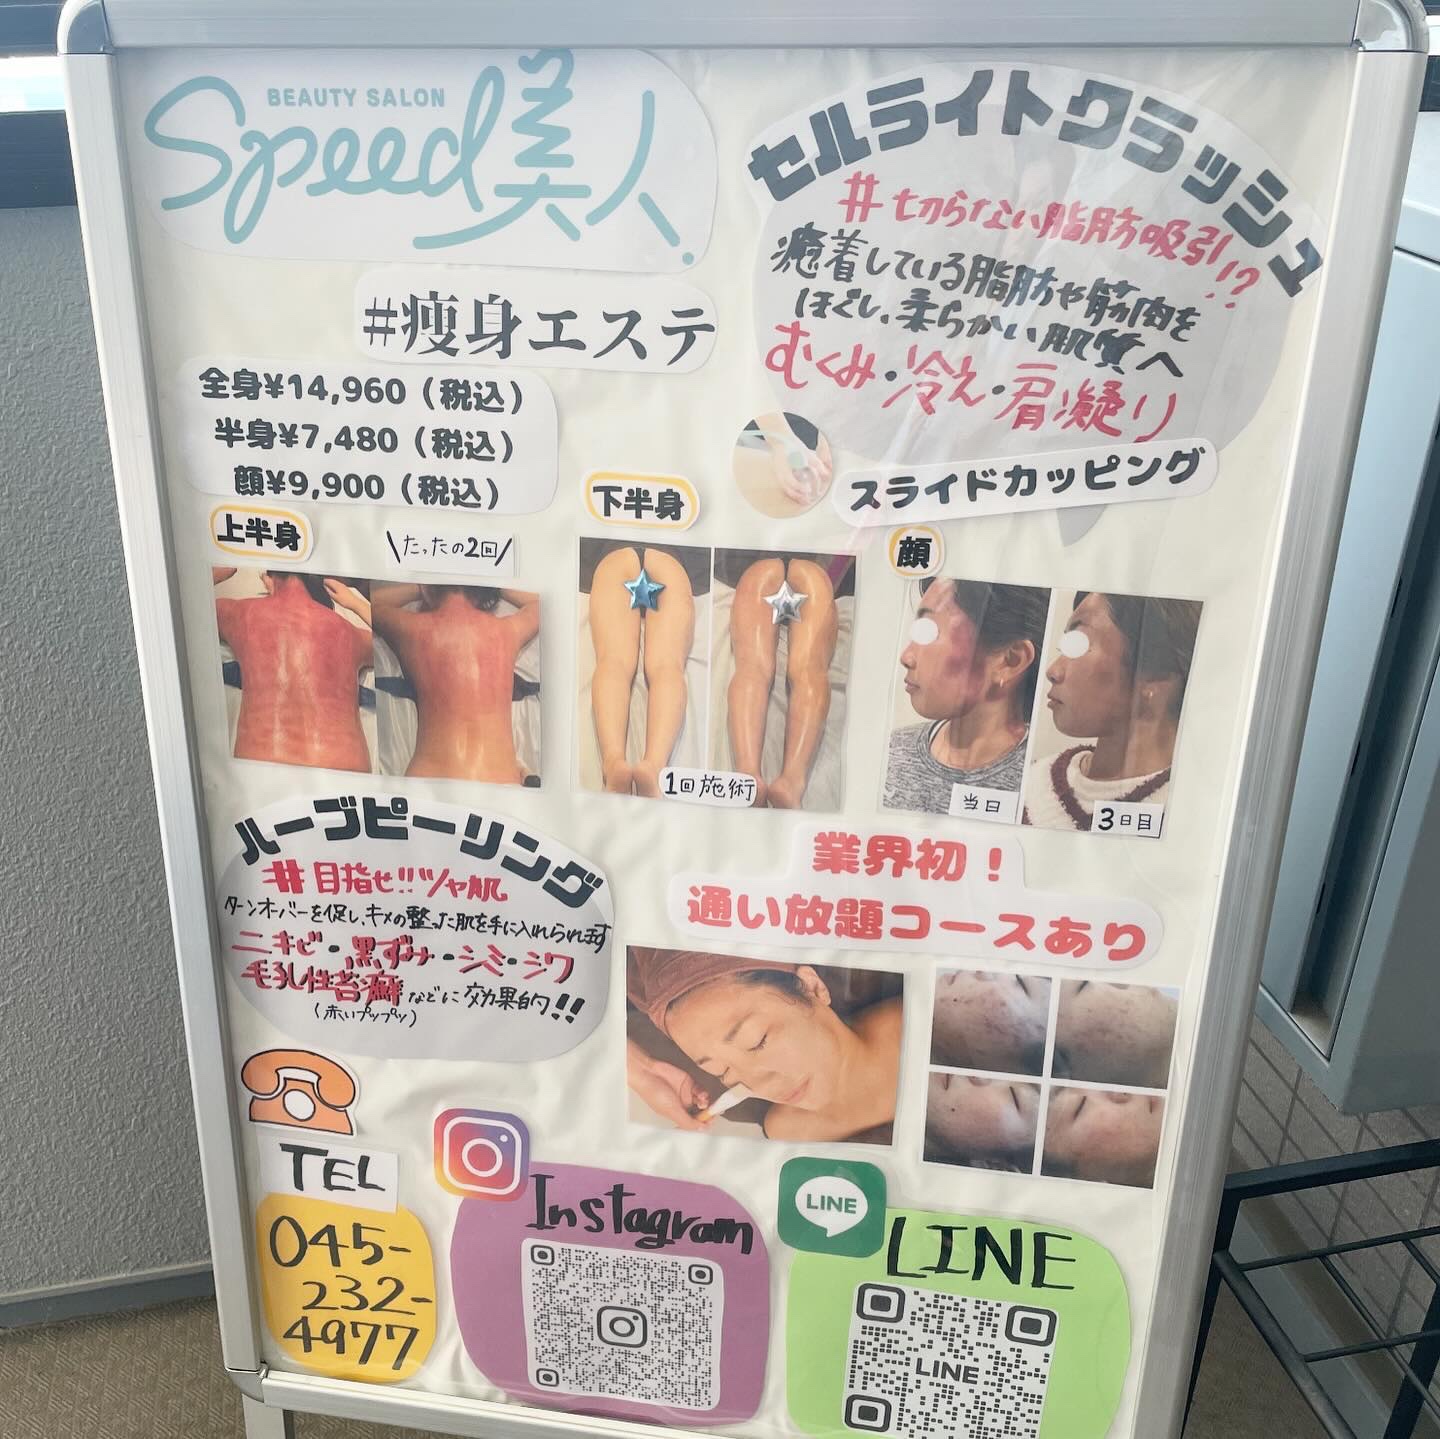 BEAUTY SALON
Speed美人.
#痩身エステ
全身¥14,960（税込）
半身¥7,480（税込）
顔¥9,900（税込）
セルライトクラッシュ
#切らない脂肪吸引!?
癒着している脂肪や筋肉を
ほぐし、柔らかい肌質へ
むくみ・冷え・肩凝り
スライドカッピング
上半身
\たったの2回/
下半身
1回施術
顔
当日
3日目
ハーブピーリング
#目指せ!!ツヤ肌
ターンオーバーを促し、キメの整った肌を手に入れられます
ニキビ・黒ずみ・シミ・シワ
毛孔性苔癬などに効果的!!
(赤いプツプツ)
業界初！
通い放題コースあり
TEL
045-
232-
4977
Instagram
LINE
LINE
LINE